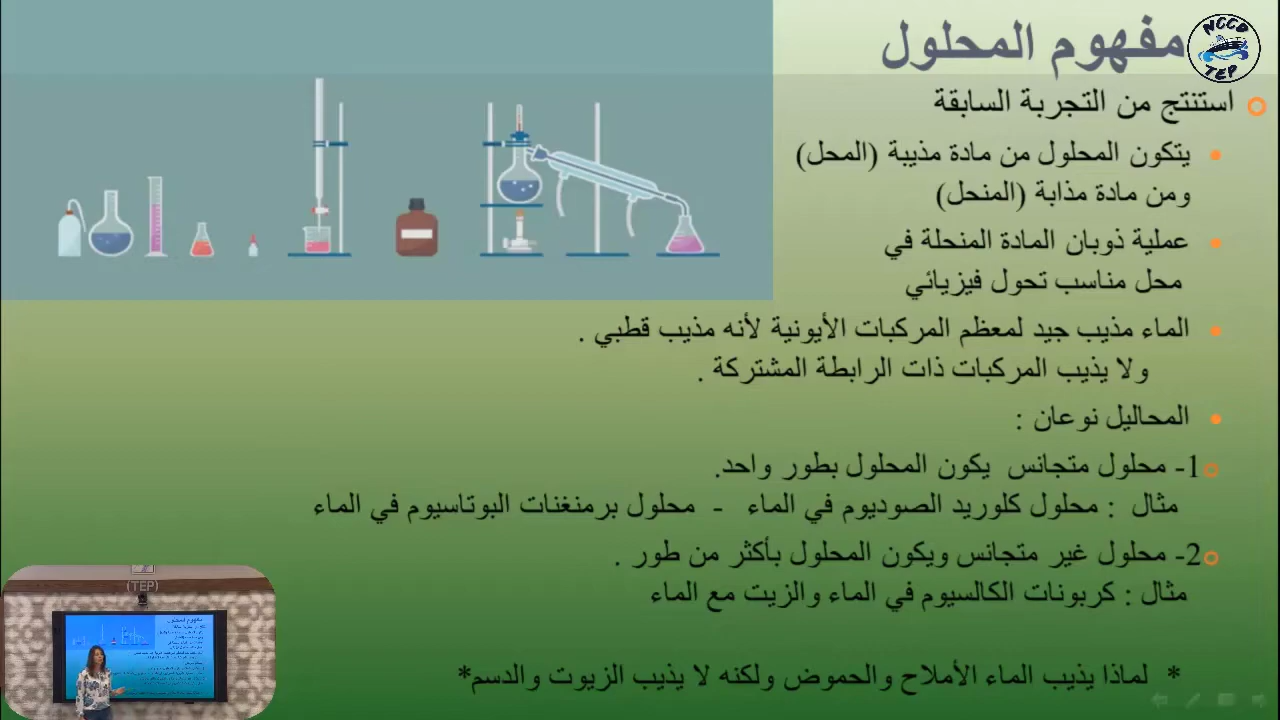 مفهوم المحلول
NCCD
TEP
استنتج من التجربة السابقة
يتكون المحلول من مادة مذيبة (المحل)
ومن مادة مذابة (المنحل)
عملية ذوبان المادة المنحلة في
محل مناسب تحول فيزيائي
الماء مذيب جيد لمعظم المركبات الأيونية لأنه مذيب قطبي .
ولا يذيب المركبات ذات الرابطة المشتركة .
المحاليل نوعان :
1- محلول متجانس يكون المحلول بطور واحد.
مثال : محلول كلوريد الصوديوم في الماء - محلول برمنغنات البوتاسيوم في الماء
2- محلول غير متجانس ويكون المحلول بأكثر من طور .
مثال : كربونات الكالسيوم في الماء والزيت مع الماء
* لماذا يذيب الماء الأملاح والحموض ولكنه لا يذيب الزيوت والدسم*
(TEP)
مفهوم المحلول